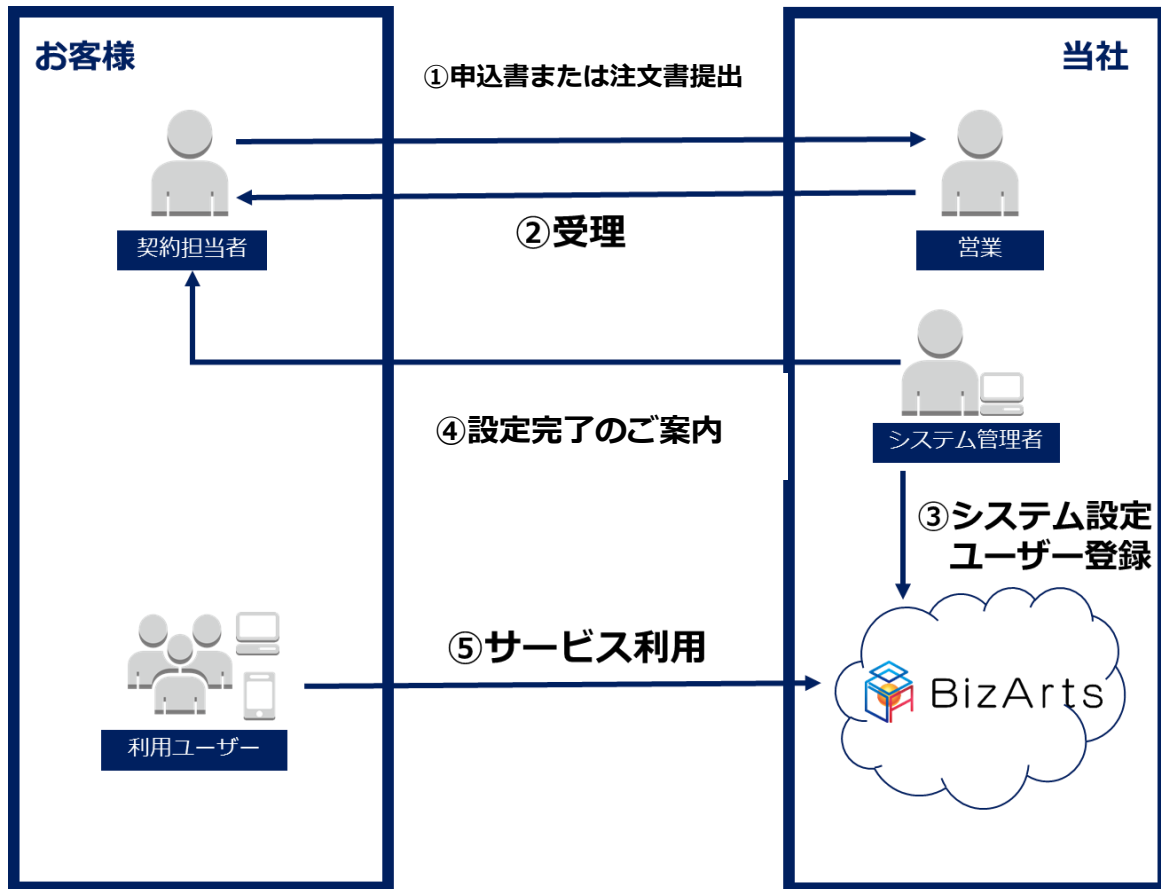 お客様
当社
①申込書または注文書提出
②受理
契約担当者
営業
④設定完了のご案内
システム管理者
③システム設定
ユーザー登録
⑤サービス利用
BizArts
利用ユーザー